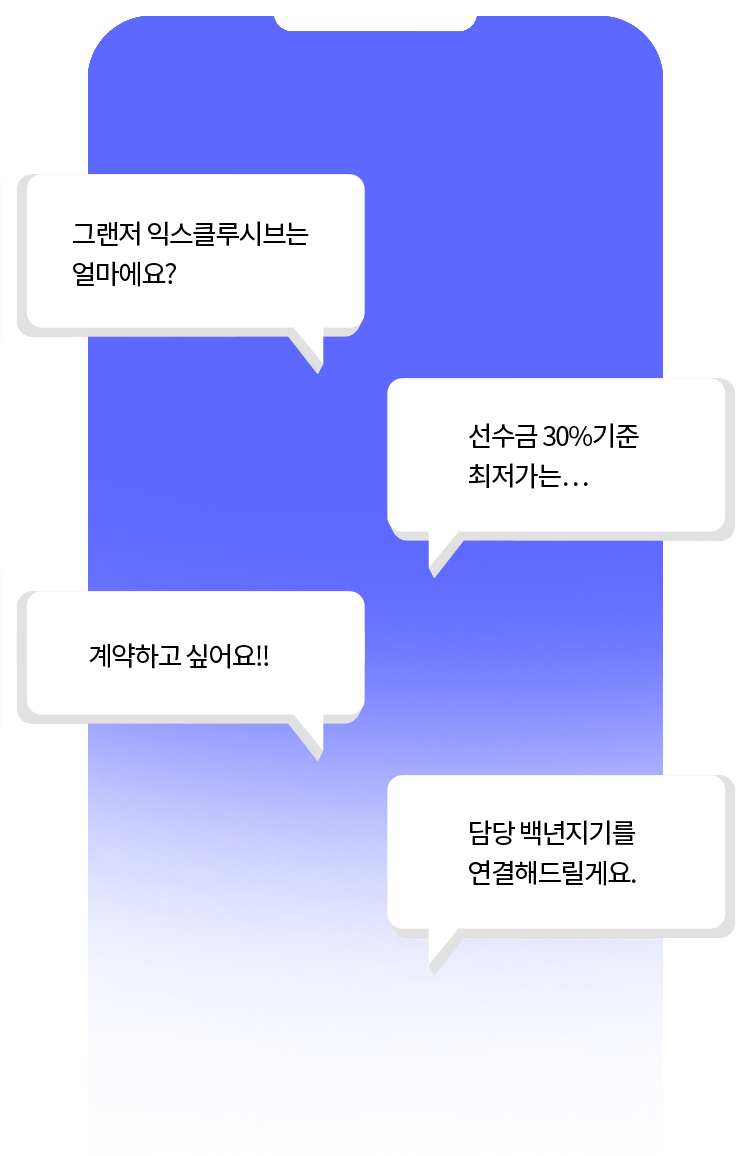 그랜저 익스클루시브는
얼마에요?
선수금 30%기준
최저가는…
계약하고 싶어요!!
담당 백년지기를
연결해드릴게요.